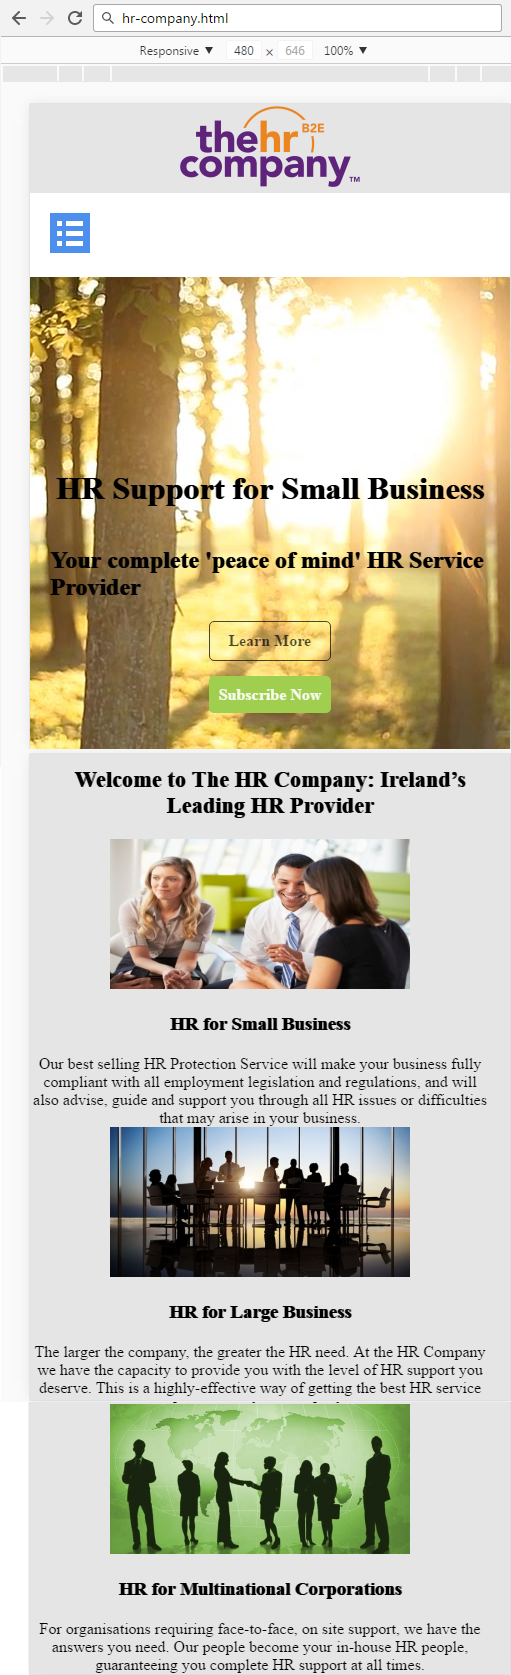 hr-company.html
Responsive ▼ 480 × 646 100% ▼
thehr B2E
company™
HR Support for Small Business
Your complete 'peace of mind' HR Service
Provider
Learn More
Subscribe Now
Welcome to The HR Company: Ireland’s
Leading HR Provider
HR for Small Business
Our best selling HR Protection Service will make your business fully
compliant with all employment legislation and regulations, and will
also advise, guide and support you through all HR issues or difficulties
that may arise in your business.
HR for Large Business
The larger the company, the greater the HR need. At the HR Company
we have the capacity to provide you with the level of HR support you
deserve. This is a highly-effective way of getting the best HR service
HR for Multinational Corporations
For organisations requiring face-to-face, on site support, we have the
answers you need. Our people become your in-house HR people,
guaranteeing you complete HR support at all times.